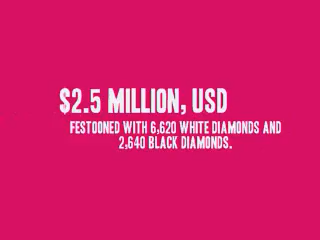 $2.5 MILLION, USD
FESTOONED WITH 6,620 WHITE DIAMONDS AND
2,640 BLACK DIAMONDS.